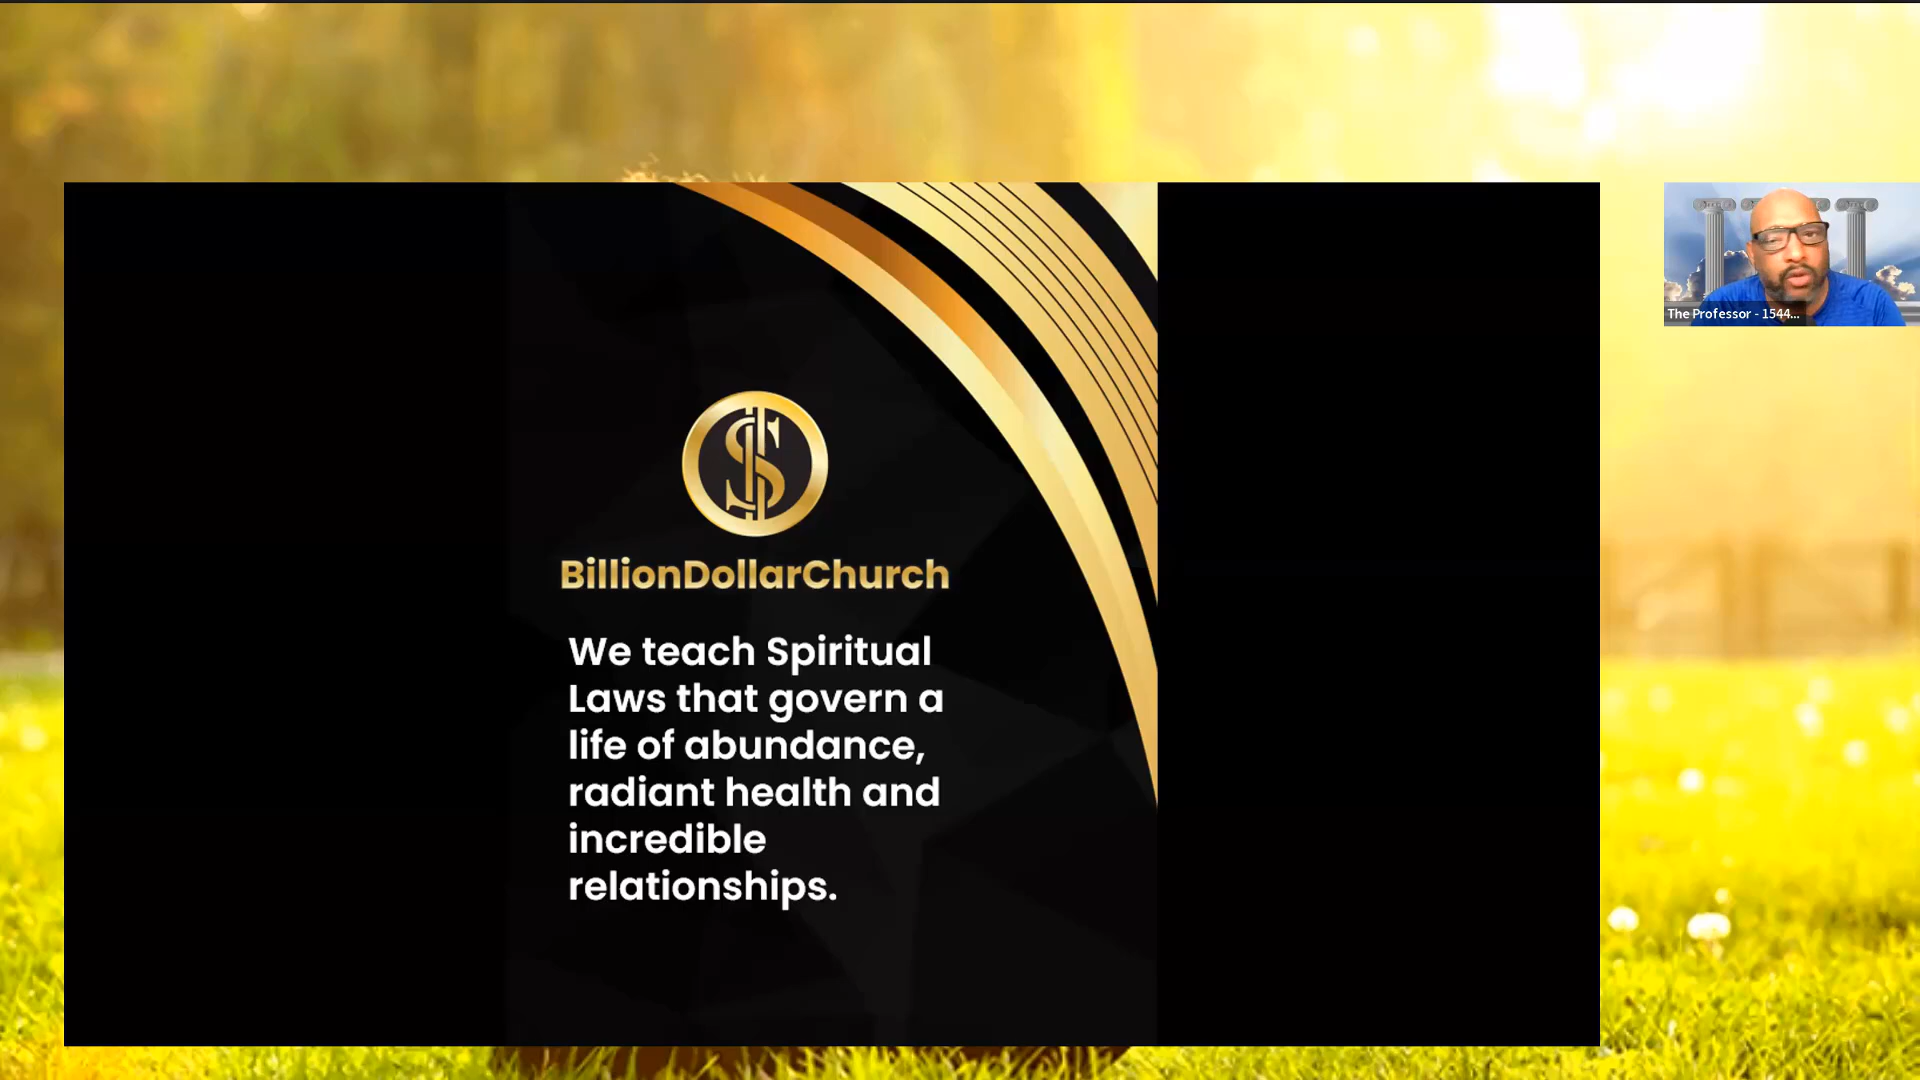 BillionDollarChurch
We teach Spiritual
Laws that govern a
life of abundance,
radiant health and
incredible
relationships.
The Professor - 1544...